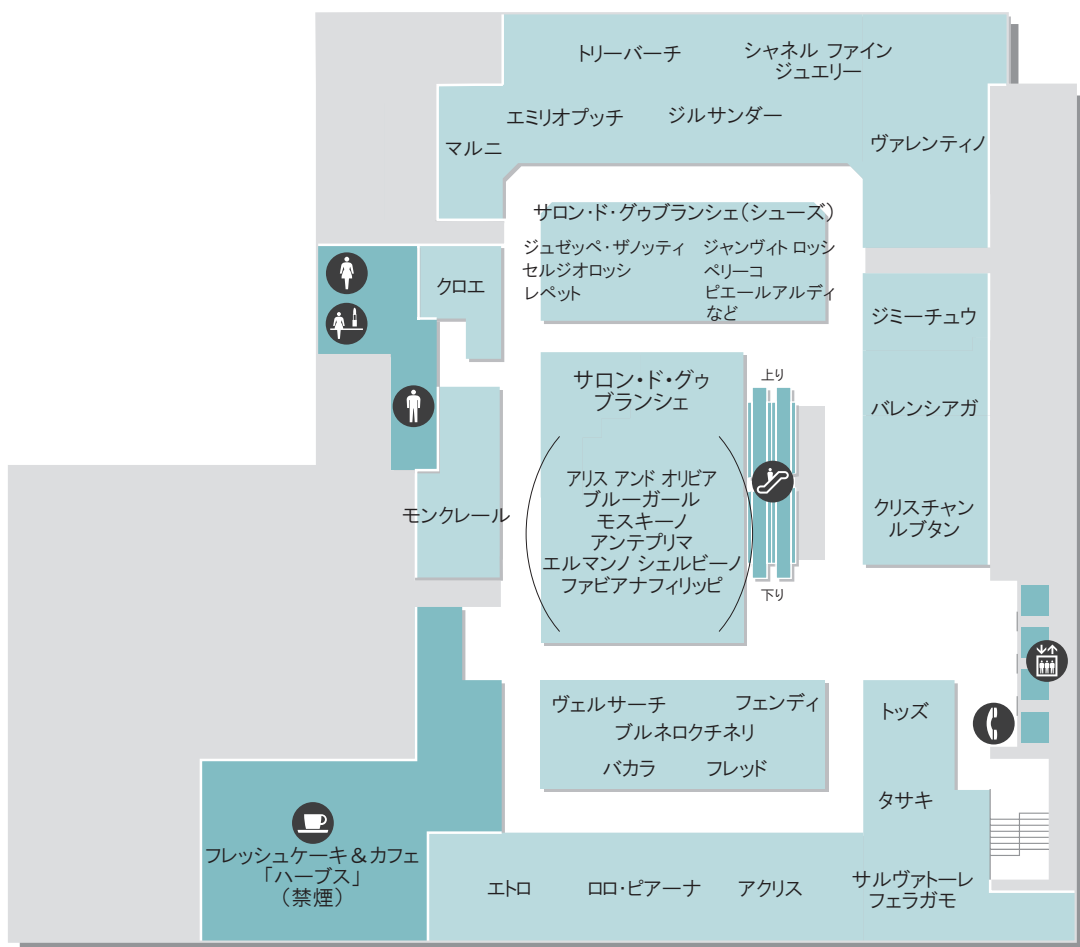 トリーバーチ
シャネル ファイン
ジュエリー
エミリオプッチ
ジルサンダー
マルニ
ヴァレンティノ
サロン・ド・グゥブランシェ(シューズ)
ジュゼッペ・ザノッティ
セルジオロッシ
レペット
ジャンヴィト ロッシ
ペリーコ
ピエールアルディ
など
クロエ
ジミーチュウ
サロン・ド・グゥ
ブランシェ
上り
バレンシアガ
アリス アンド オリビア
ブルーガール
モスキーノ
アンテプリマ
エルマンノ シェルビーノ
ファビアナフィリッピ
モンクレール
クリスチャン
ルブタン
下り
ヴェルサーチ
フェンディ
ブルネロクチネリ
バカラ
フレッド
トッズ
タサキ
フレッシュケーキ&カフェ
「ハーブス」
(禁煙)
エトロ
ロロ・ピアーナ
アクリス
サルヴァトーレ
フェラガモ